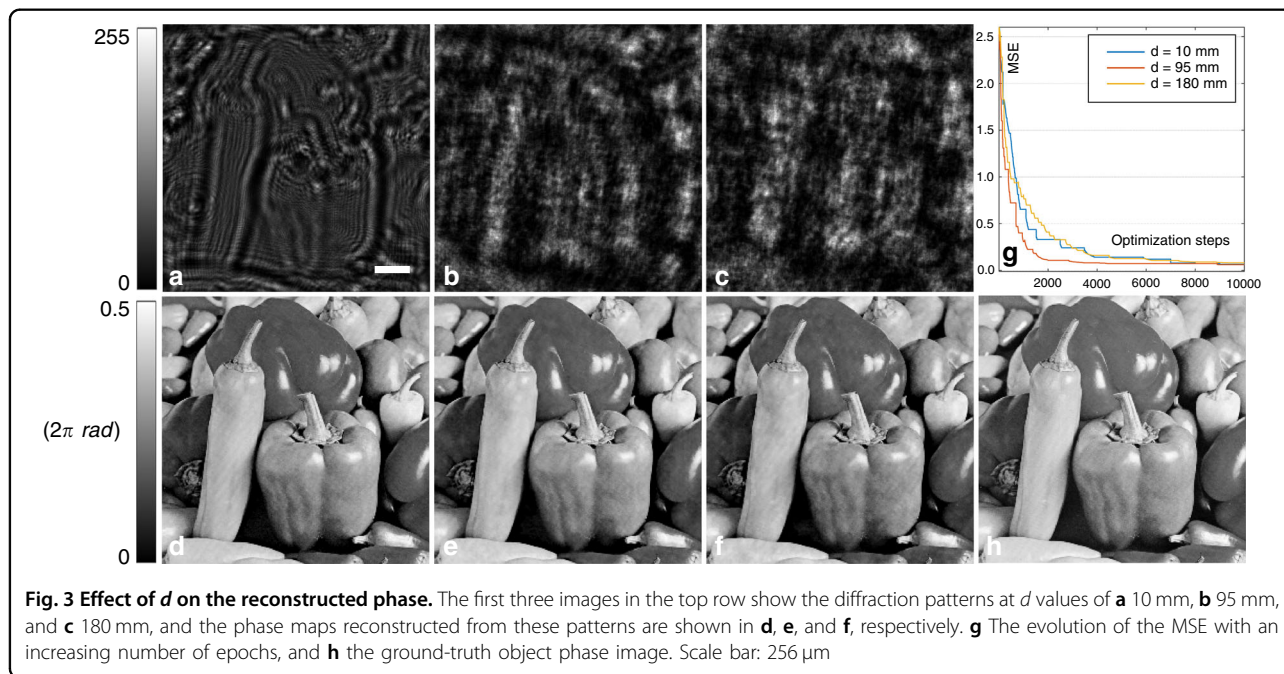 255
0
a
b
c
2.5
2.0
1.5
1.0
0.5
0.0
MSE
d = 10 mm
d = 95 mm
d = 180 mm
Optimization steps
g
2000 4000 6000 8000 10000
0.5
(2π rad)
0
d
e
f
h
Fig. 3 Effect of d on the reconstructed phase. The first three images in the top row show the diffraction patterns at d values of a 10 mm, b 95 mm,
and c 180 mm, and the phase maps reconstructed from these patterns are shown in d, e, and f, respectively. g The evolution of the MSE with an
increasing number of epochs, and h the ground-truth object phase image. Scale bar: 256 μm